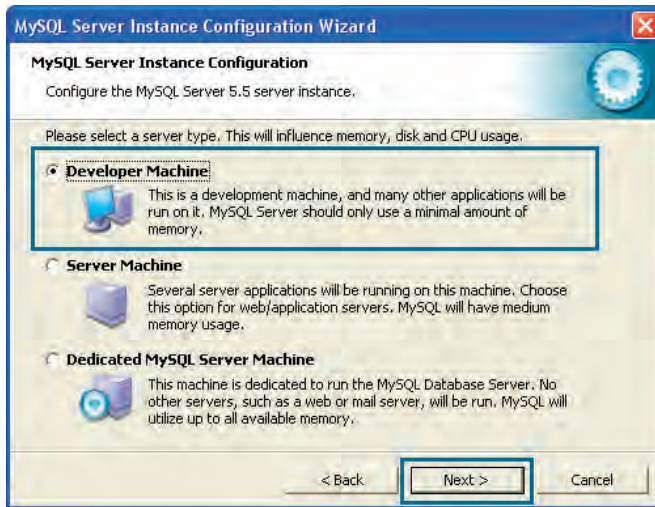 MySQL Server Instance Configuration Wizard
MySQL Server Instance Configuration
Configure the MySQL Server 5.5 server instance.
Please select a server type. This will influence memory, disk and CPU usage.
Developer Machine
This is a development machine, and many other applications will be
run on it. MySQL Server should only use a minimal amount of
memory.
Server Machine
Several server applications will be running on this machine. Choose
this option for web/application servers. MySQL will have medium
memory usage.
Dedicated MySQL Server Machine
This machine is dedicated to run the MySQL Database Server. No
other servers, such as a web or mail server, will be run. MySQL will
utilize up to all available memory.
< Back Next > Cancel